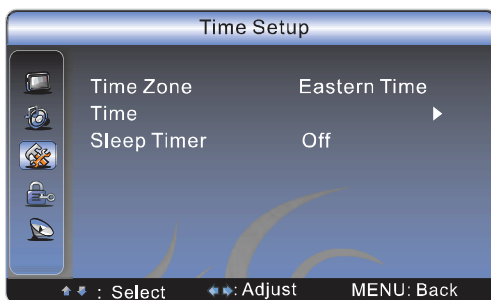 Time Setup
Time Zone Eastern Time
Time
Sleep Timer Off
: Select : Adjust MENU: Back